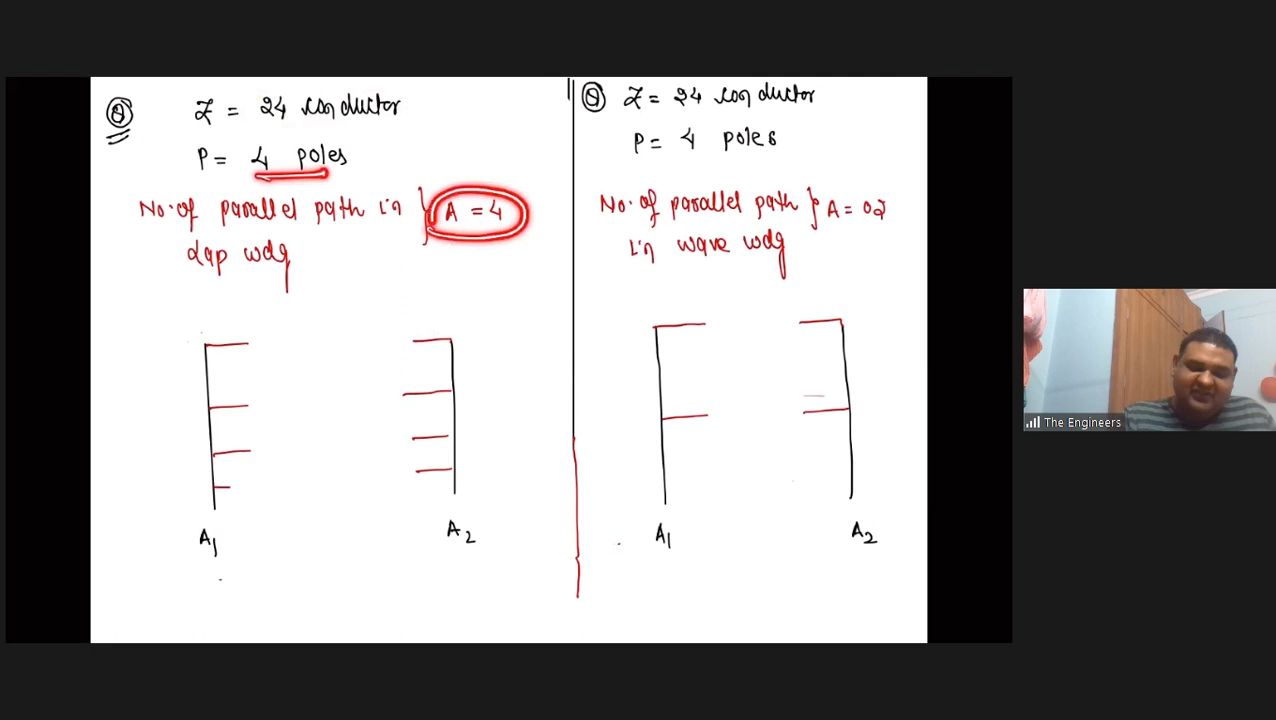 Q
Z = 24 conductor
P = 4 poles
No. of parallel path in } A = 4
Lap wdg
A1
A2
Q Z = 24 conductor
P = 4 poles
No. of parallel path } A = 02
in wave wdg
A1
A2
The Engineers